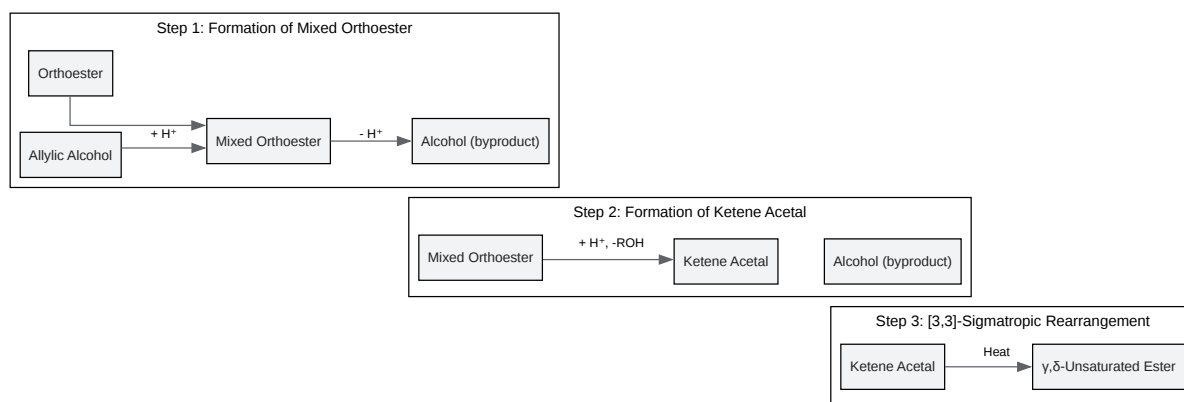 Step 1: Formation of Mixed Orthoester
Orthoester
Allylic Alcohol
+ H⁺
Mixed Orthoester
- H⁺
Alcohol (byproduct)
Step 2: Formation of Ketene Acetal
Mixed Orthoester
+ H⁺, -ROH
Ketene Acetal
Alcohol (byproduct)
Step 3: [3,3]-Sigmatropic Rearrangement
Ketene Acetal
Heat
γ,δ-Unsaturated Ester